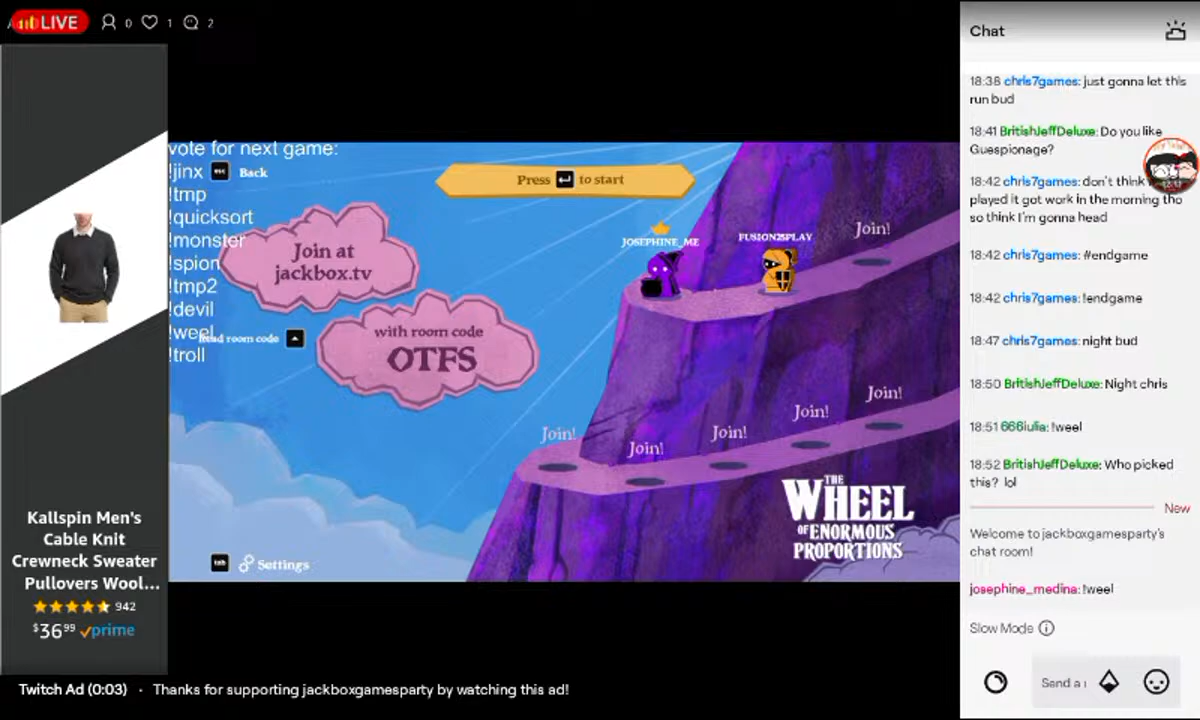 LIVE
0
1
2
Chat
vote for next game:
!jinx
esc Back
!tmp
!quicksort
!monster
!spion
!tmp2
!devil
!weel
!troll
Press to start
Join at
jackbox.tv
with room code
OTFS
room code
JOSEPHINE_ME
FUSION2SPLAY
Join!
Join!
Join!
Join!
Join!
Join!
THE
WHEEL
OF ENORMOUS
PROPORTIONS
tab Settings
Kallspin Men's
Cable Knit
Crewneck Sweater
Pullovers Wool...
942
$36.99 prime
Twitch Ad (0:03) · Thanks for supporting jackboxgamesparty by watching this ad!
18:38 chris7games: just gonna let this
run bud
18:41 BritishJeffDeluxe: Do you like
Guespionage?
18:42 chris7games: don't think
played it got work in the morning tho
so think I'm gonna head
18:42 chris7games: #endgame
18:42 chris7games: !endgame
18:47 chris7games: night bud
18:50 BritishJeffDeluxe: Night chris
18:51 666iulia: !weel
18:52 BritishJeffDeluxe: Who picked
this? lol
New
Welcome to jackboxgamesparty's
chat room!
josephine_medina: !weel
Slow Mode
Send a